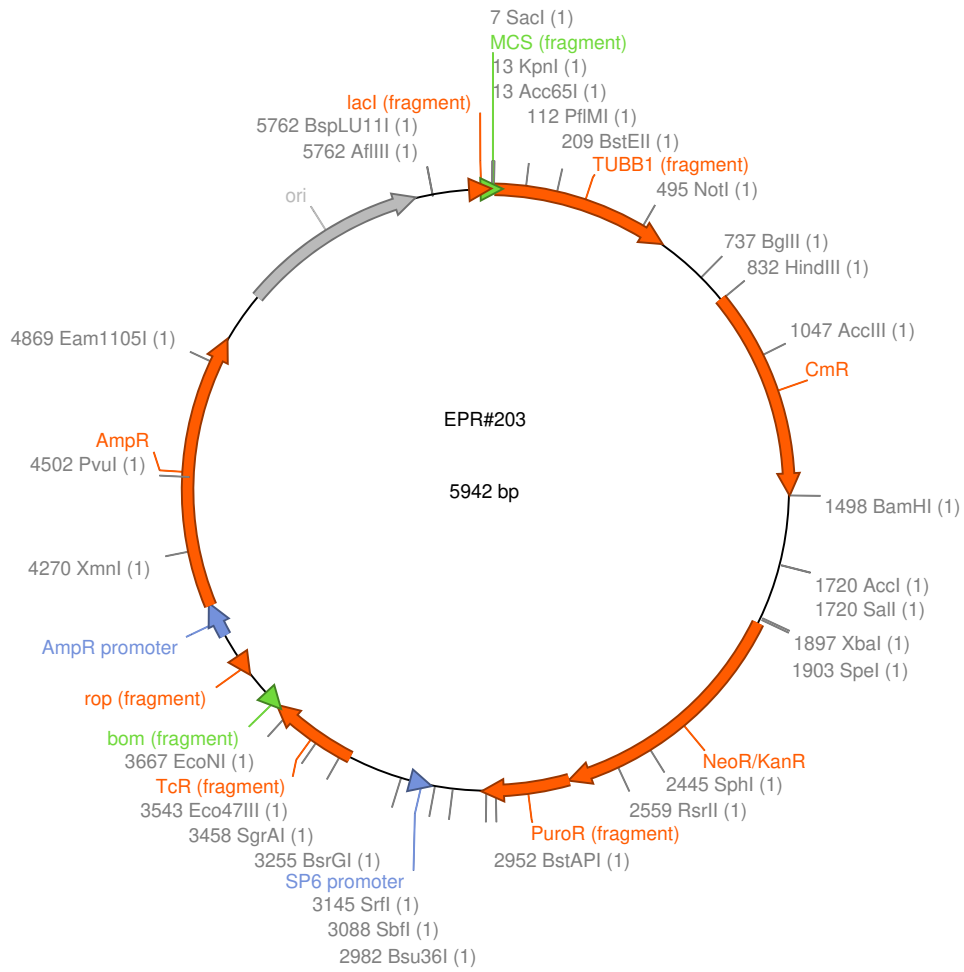 7 SacI (1)
MCS (fragment)
13 KpnI (1)
13 Acc65I (1)
112 PflMI (1)
209 BstEII (1)
TUBB1 (fragment)
495 NotI (1)
737 BglII (1)
832 HindIII (1)
1047 AccIII (1)
CmR
1498 BamHI (1)
1720 AccI (1)
1720 SalI (1)
1897 XbaI (1)
1903 SpeI (1)
NeoR/KanR
2445 SphI (1)
2559 RsrII (1)
PuroR (fragment)
2952 BstAPI (1)
2982 Bsu36I (1)
3088 SbfI (1)
3145 SrfI (1)
SP6 promoter
3255 BsrGI (1)
3458 SgrAI (1)
3543 Eco47III (1)
TcR (fragment)
3667 EcoNI (1)
bom (fragment)
rop (fragment)
AmpR promoter
4270 XmnI (1)
4502 PvuI (1)
AmpR
4869 Eam1105I (1)
ori
5762 AflIII (1)
5762 BspLU11I (1)
lacI (fragment)
EPR#203
5942 bp